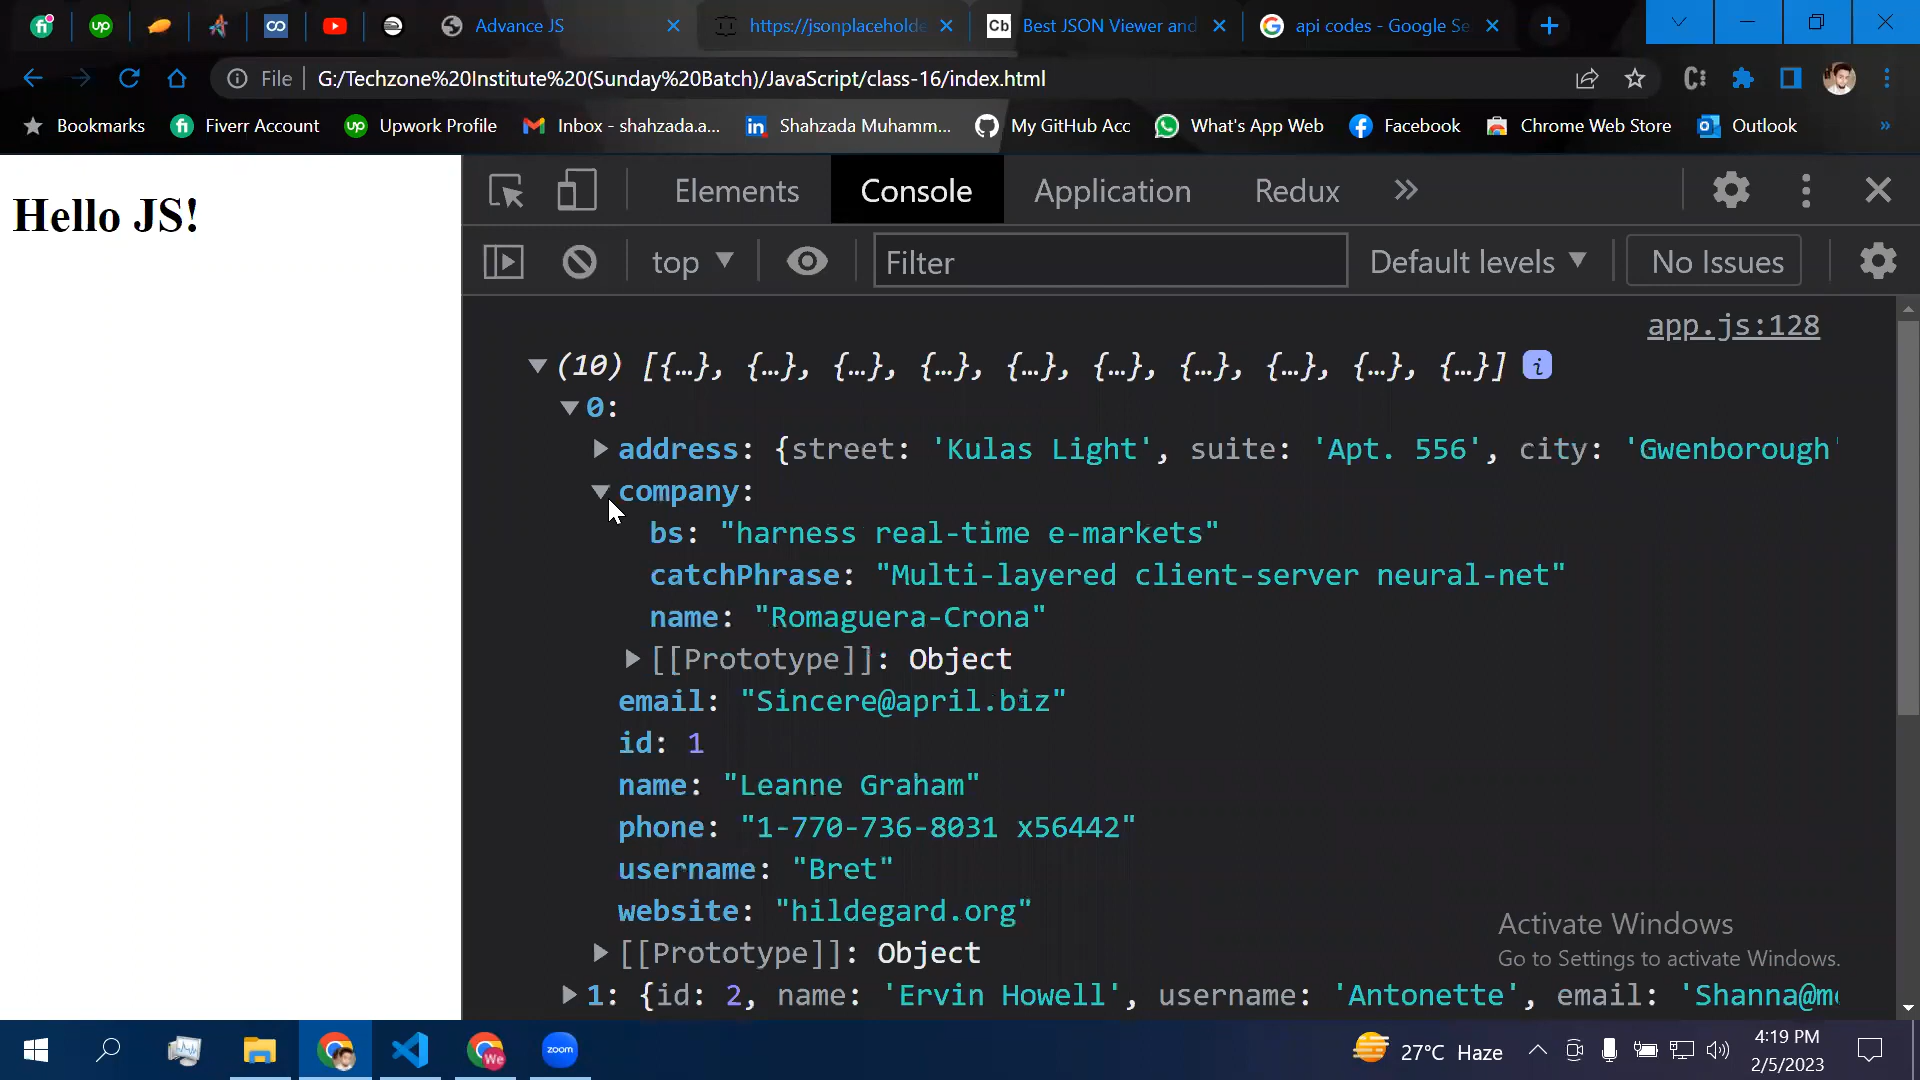 Advance JS
https://jsonplaceholde
Cb Best JSON Viewer and
api codes - Google Se
File G:/Techzone%20Institute%20(Sunday%20Batch)/JavaScript/class-16/index.html
Bookmarks
Fiverr Account
up Upwork Profile
Inbox - shahzada.a...
in Shahzada Muhamm...
My GitHub Acc
What's App Web
Facebook
Chrome Web Store
Outlook
»
Hello JS!
Elements Console Application Redux »
top Filter Default levels No Issues
app.js:128
(10) [{…}, {…}, {…}, {…}, {…}, {…}, {…}, {…}, {…}, {…}] i
0:
address: {street: 'Kulas Light', suite: 'Apt. 556', city: 'Gwenborough'
company:
bs: "harness real-time e-markets"
catchPhrase: "Multi-layered client-server neural-net"
name: "Romaguera-Crona"
[[Prototype]]: Object
email: "Sincere@april.biz"
id: 1
name: "Leanne Graham"
phone: "1-770-736-8031 x56442"
username: "Bret"
website: "hildegard.org"
[[Prototype]]: Object
1: {id: 2, name: 'Ervin Howell', username: 'Antonette', email: 'Shanna@me
Activate Windows
Go to Settings to activate Windows.
We
zoom
27°C Haze
4:19 PM
2/5/2023